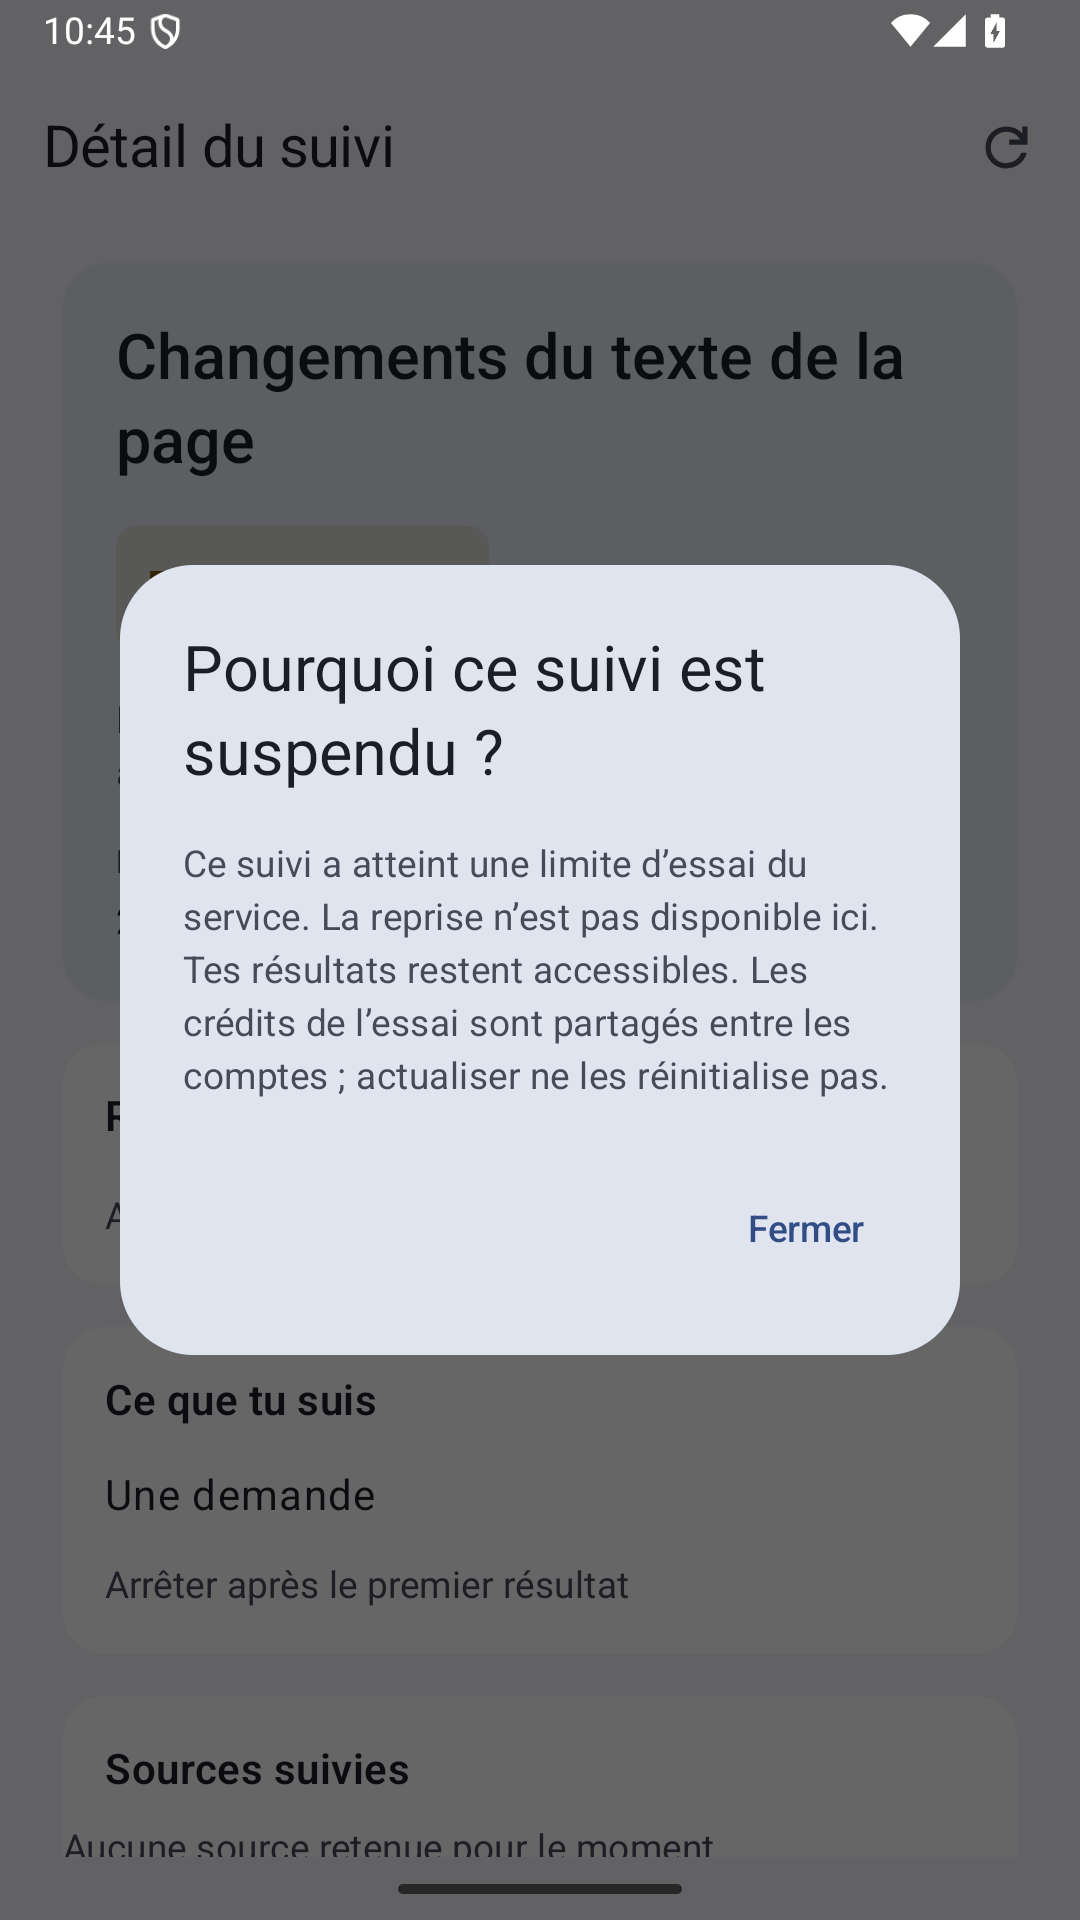 10:45
Détail du suivi
Changements du texte de la
page
Pourquoi ce suivi est
suspendu ?
Ce suivi a atteint une limite d’essai du
service. La reprise n’est pas disponible ici.
Tes résultats restent accessibles. Les
crédits de l’essai sont partagés entre les
comptes ; actualiser ne les réinitialise pas.
Fermer
Ce que tu suis
Une demande
Arrêter après le premier résultat
Sources suivies
Aucune source retenue pour le moment